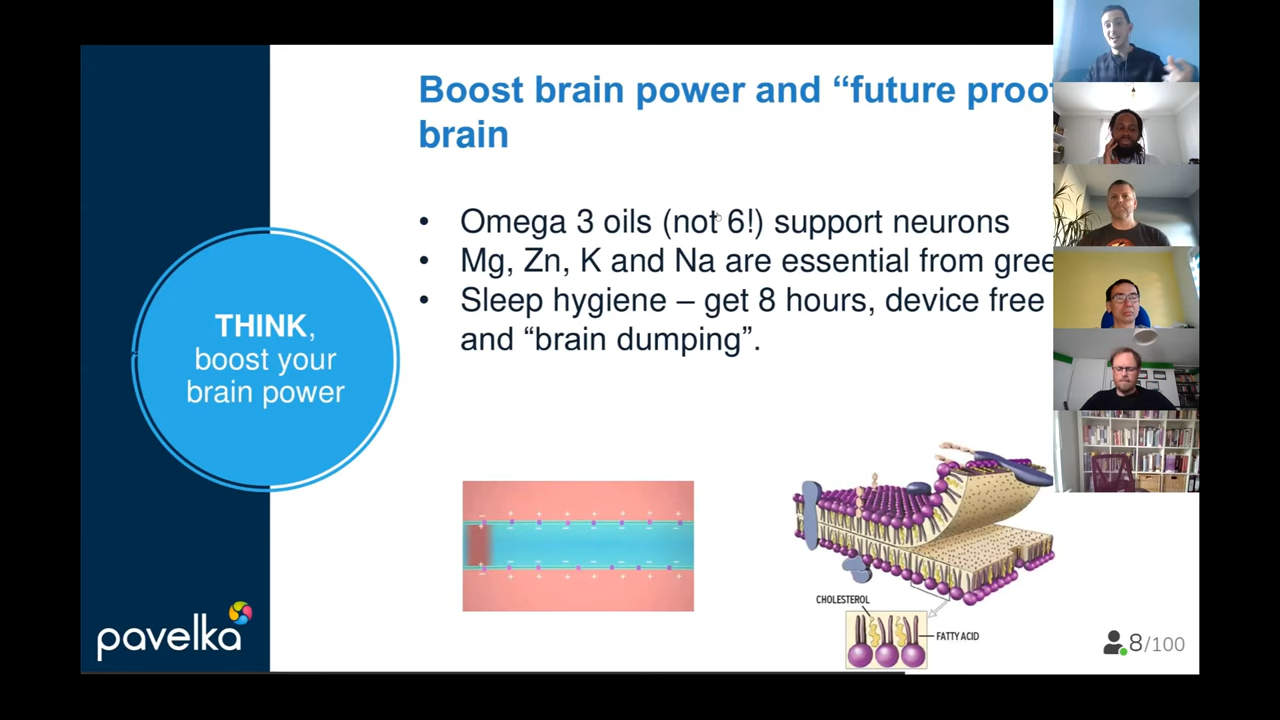 Boost brain power and “future proof
brain
• Omega 3 oils (not 6!) support neurons
• Mg, Zn, K and Na are essential from gree
• Sleep hygiene – get 8 hours, device free
and “brain dumping”.
THINK,
boost your
brain power
CHOLESTEROL
FATTY ACID
pavelka
8/100